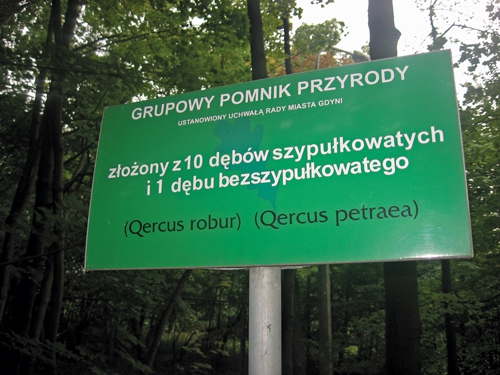 GRUPOWY POMNIK PRZYRODY
USTANOWIONY UCHWAŁĄ RADY MIASTA GDYNI
złożony z 10 dębów szypułkowatych
i 1 dębu bezszypułkowatego
(Qercus robur) (Qercus petraea)